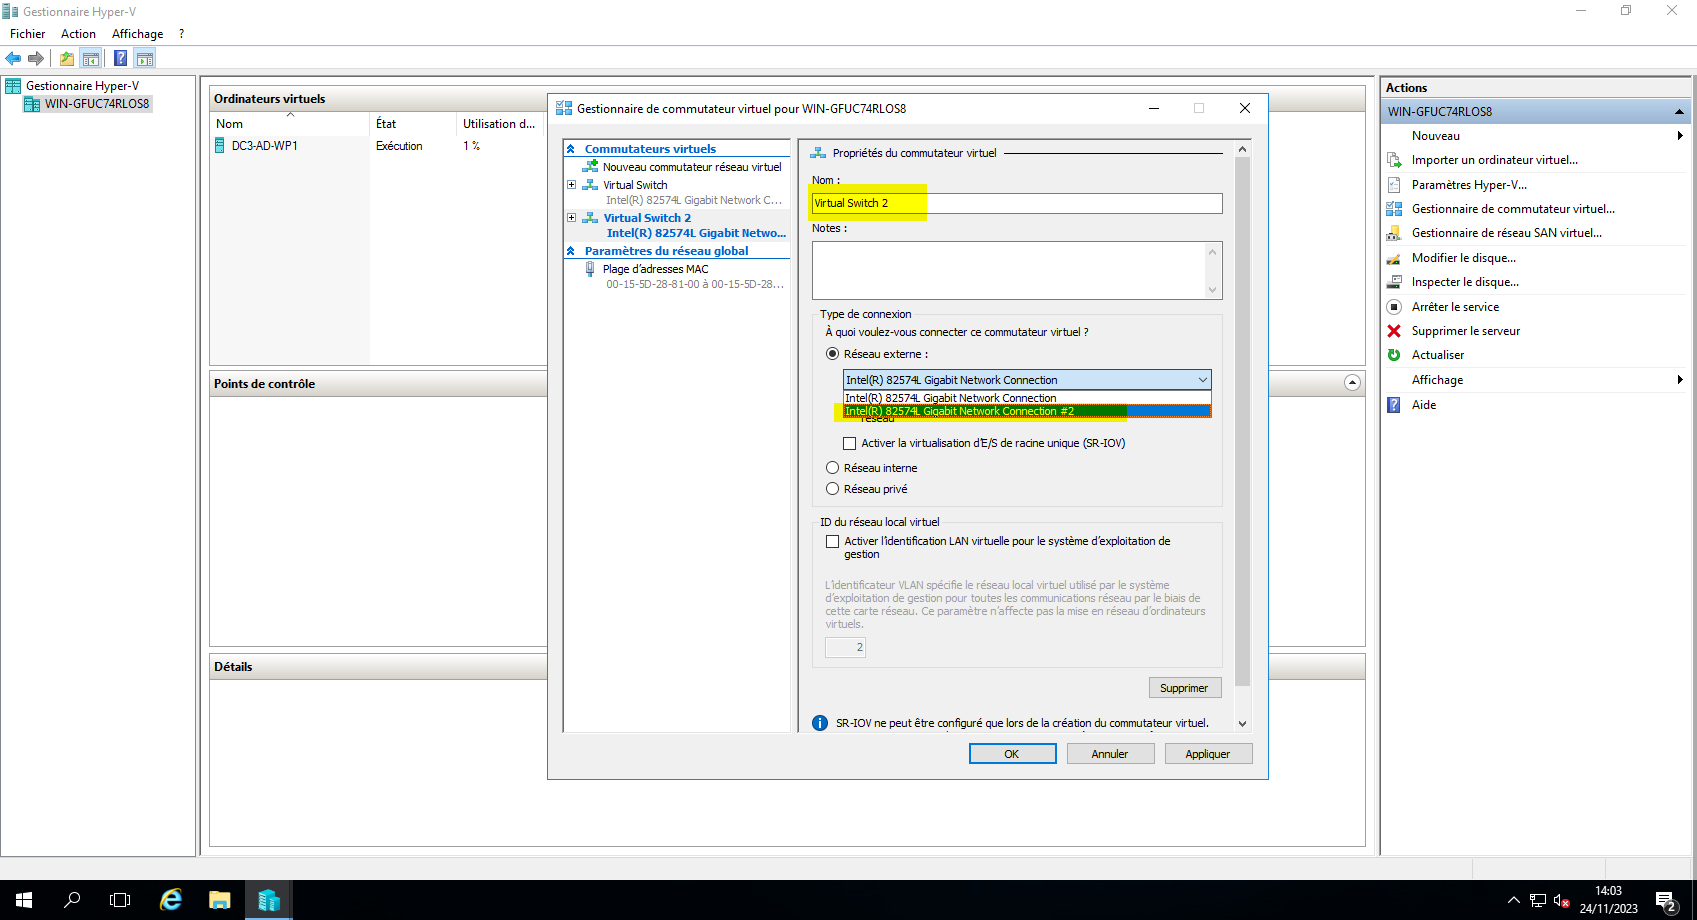 Gestionnaire Hyper-V
Fichier Action Affichage ?
Gestionnaire Hyper-V
WIN-GFUC74RLOS8
Ordinateurs virtuels
Nom État Utilisation d...
DC3-AD-WP1 Exécution 1 %
Points de contrôle
Détails
Gestionnaire de commutateur virtuel pour WIN-GFUC74RLOS8
Commutateurs virtuels
Nouveau commutateur réseau virtuel
Virtual Switch
Intel(R) 82574L Gigabit Network C...
Virtual Switch 2
Intel(R) 82574L Gigabit Netwo...
Paramètres du réseau global
Plage d'adresses MAC
00-15-5D-28-81-00 à 00-15-5D-28...
Propriétés du commutateur virtuel
Nom :
Virtual Switch 2
Notes :
Type de connexion
À quoi voulez-vous connecter ce commutateur virtuel ?
Réseau externe :
Intel(R) 82574L Gigabit Network Connection
Intel(R) 82574L Gigabit Network Connection
Intel(R) 82574L Gigabit Network Connection #2
réseau
Activer la virtualisation d'E/S de racine unique (SR-IOV)
Réseau interne
Réseau privé
ID du réseau local virtuel
Activer l'identification LAN virtuelle pour le système d'exploitation de
gestion
L'identificateur VLAN spécifie le réseau local virtuel utilisé par le système
d'exploitation de gestion pour toutes les communications réseau par le biais de
cette carte réseau. Ce paramètre n'affecte pas la mise en réseau d'ordinateurs
virtuels.
2
Supprimer
SR-IOV ne peut être configuré que lors de la création du commutateur virtuel.
OK Annuler Appliquer
Actions
WIN-GFUC74RLOS8
Nouveau
Importer un ordinateur virtuel...
Paramètres Hyper-V...
Gestionnaire de commutateur virtuel...
Gestionnaire de réseau SAN virtuel...
Modifier le disque...
Inspecter le disque...
Arrêter le service
Supprimer le serveur
Actualiser
Affichage
Aide
14:03
24/11/2023
2